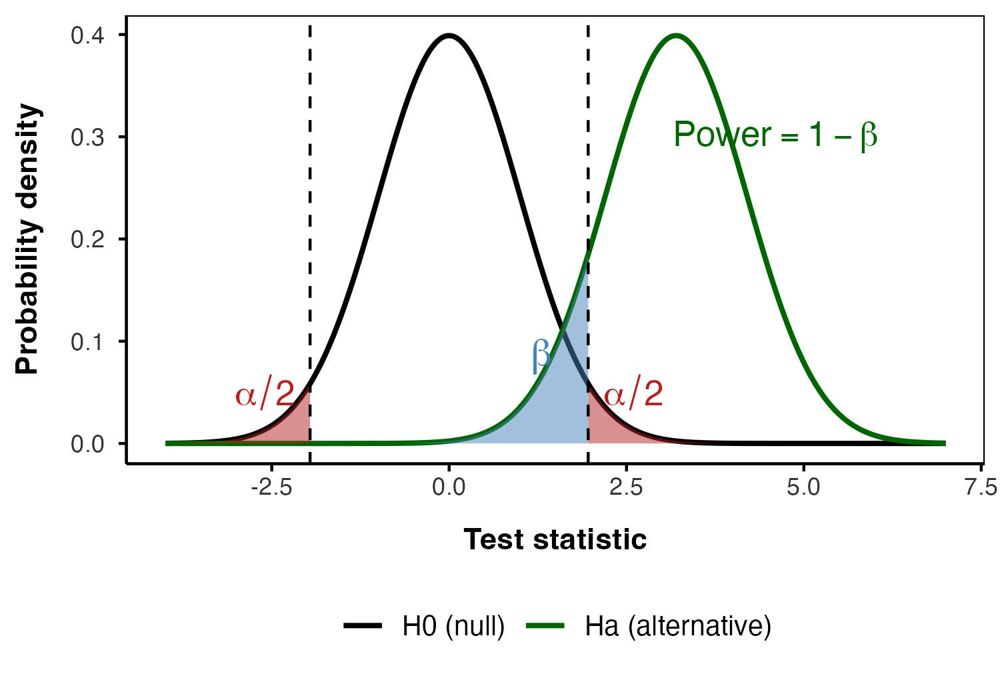 0.4
0.3
0.2
0.1
0.0
Probability density
Power = 1 − β
β
α/2
α/2
-2.5
0.0
2.5
5.0
7.5
Test statistic
H0 (null)
Ha (alternative)